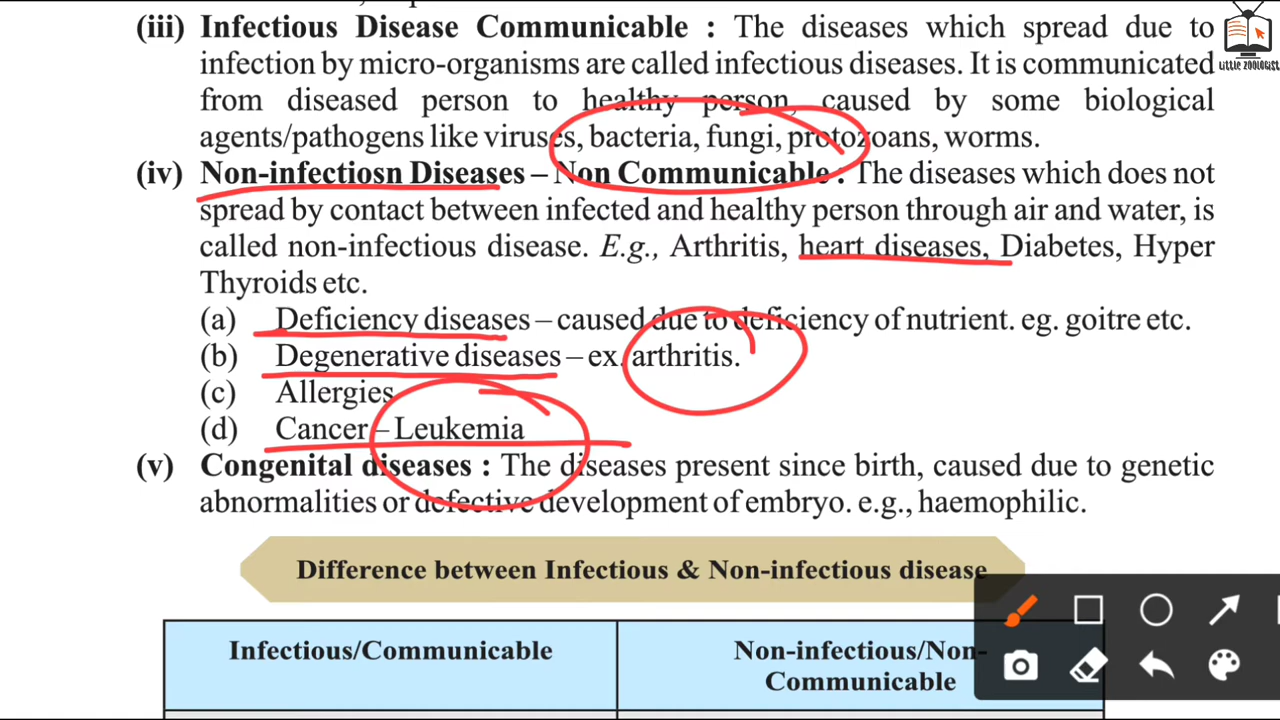 (iii) Infectious Disease Communicable : The diseases which spread due to
infection by micro-organisms are called infectious diseases. It is communicated
from diseased person to healthy person, caused by some biological
agents/pathogens like viruses, bacteria, fungi, protozoans, worms.
(iv) Non-infectiosn Diseases – Non Communicable : The diseases which does not
spread by contact between infected and healthy person through air and water, is
called non-infectious disease. E.g., Arthritis, heart diseases, Diabetes, Hyper
Thyroids etc.
(a) Deficiency diseases – caused due to deficiency of nutrient. eg. goitre etc.
(b) Degenerative diseases – ex. arthritis.
(c) Allergies
(d) Cancer – Leukemia
(v) Congenital diseases : The diseases present since birth, caused due to genetic
abnormalities or defective development of embryo. e.g., haemophilic.
Difference between Infectious & Non-infectious disease
Infectious/Communicable
Non-infectious/Non-
Communicable
LITTLE ZOOLOGIST